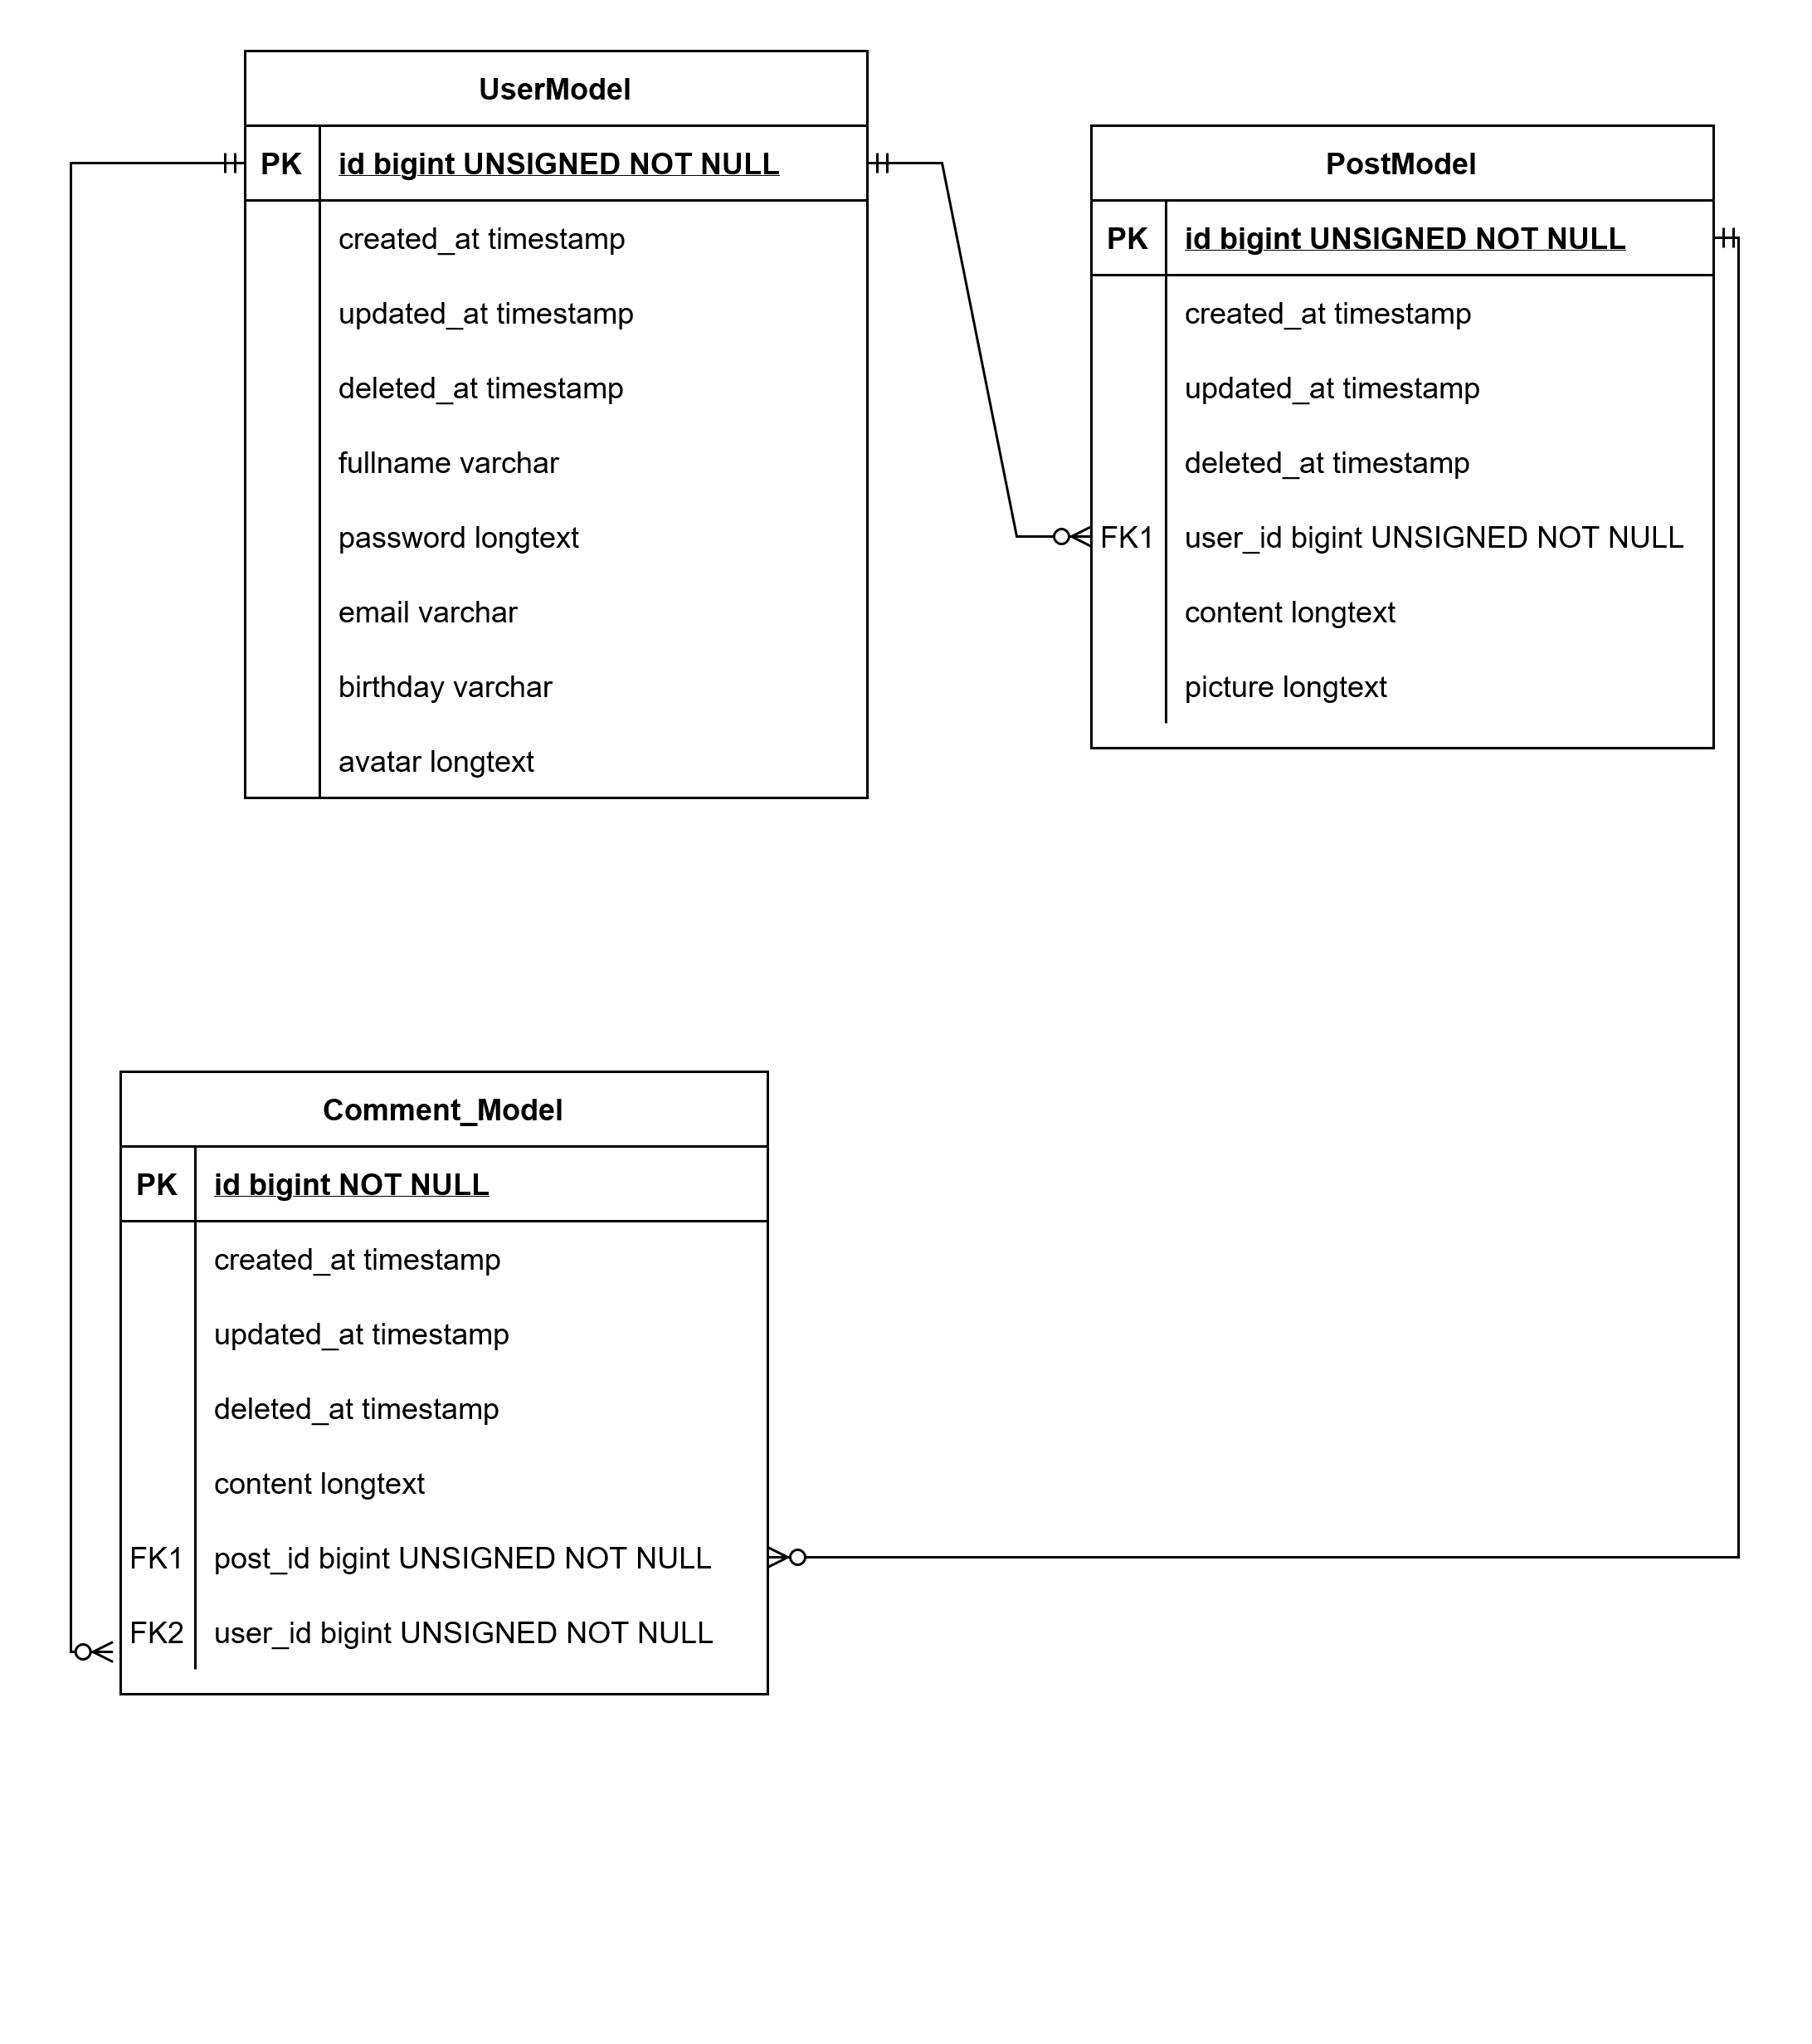 UserModel
PK id bigint UNSIGNED NOT NULL
created_at timestamp
updated_at timestamp
deleted_at timestamp
fullname varchar
password longtext
email varchar
birthday varchar
avatar longtext
PostModel
PK id bigint UNSIGNED NOT NULL
created_at timestamp
updated_at timestamp
deleted_at timestamp
FK1 user_id bigint UNSIGNED NOT NULL
content longtext
picture longtext
Comment_Model
PK id bigint NOT NULL
created_at timestamp
updated_at timestamp
deleted_at timestamp
content longtext
FK1 post_id bigint UNSIGNED NOT NULL
FK2 user_id bigint UNSIGNED NOT NULL